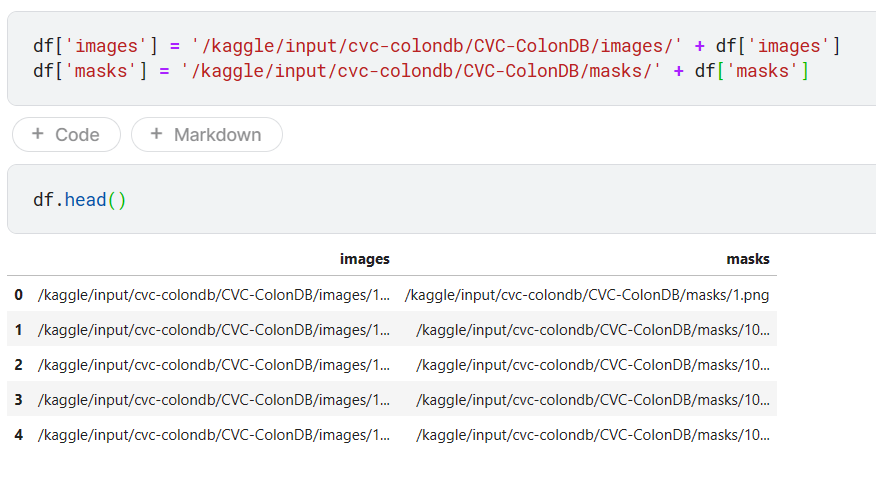 df['images'] = '/kaggle/input/cvc-colondb/CVC-ColonDB/images/' + df['images']
df['masks'] = '/kaggle/input/cvc-colondb/CVC-ColonDB/masks/' + df['masks']
+ Code + Markdown
df.head()
images masks
0 /kaggle/input/cvc-colondb/CVC-ColonDB/images/1... /kaggle/input/cvc-colondb/CVC-ColonDB/masks/1.png
1 /kaggle/input/cvc-colondb/CVC-ColonDB/images/1... /kaggle/input/cvc-colondb/CVC-ColonDB/masks/10...
2 /kaggle/input/cvc-colondb/CVC-ColonDB/images/1... /kaggle/input/cvc-colondb/CVC-ColonDB/masks/10...
3 /kaggle/input/cvc-colondb/CVC-ColonDB/images/1... /kaggle/input/cvc-colondb/CVC-ColonDB/masks/10...
4 /kaggle/input/cvc-colondb/CVC-ColonDB/images/1... /kaggle/input/cvc-colondb/CVC-ColonDB/masks/10...